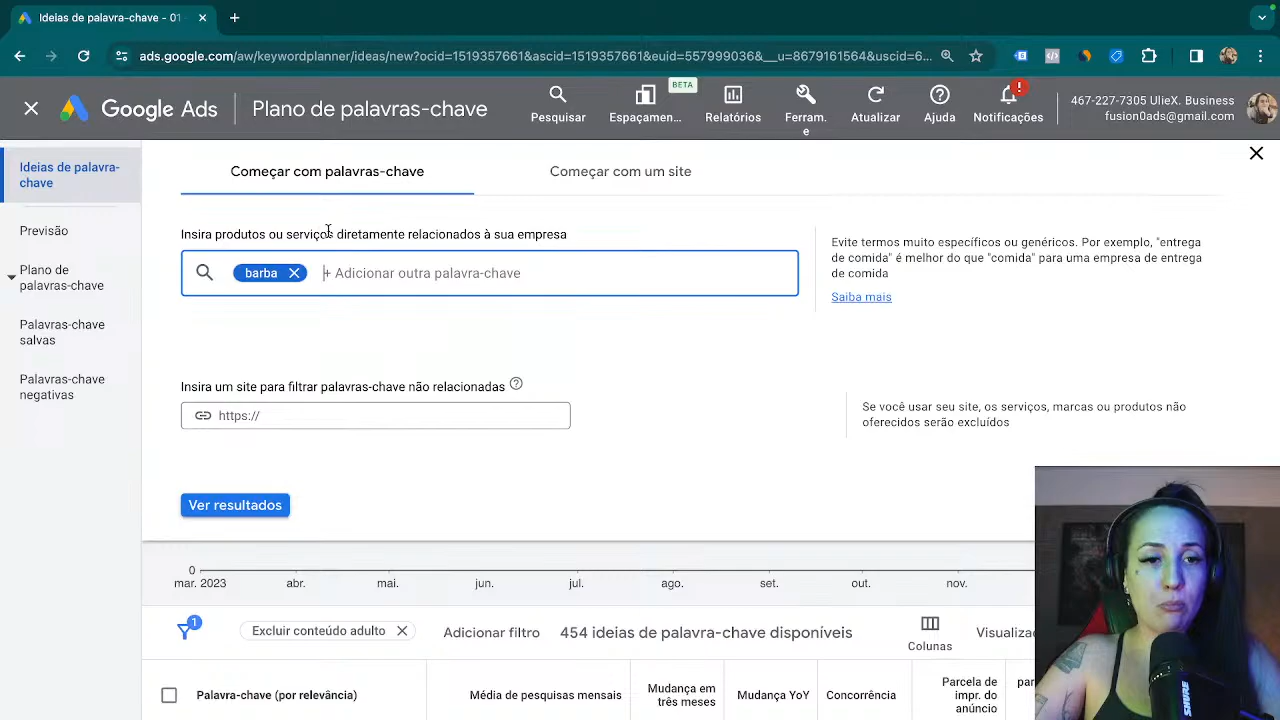 Ideias de palavra-chave - 01
ads.google.com/aw/keywordplanner/ideas/new?ocid=1519357661&ascid=1519357661&euid=557999036&__u=8679161564&uscid=6...
Google Ads
Plano de palavras-chave
Pesquisar
Espaçamen...
BETA
Relatórios
Ferram.
e
Atualizar
Ajuda
!
Notificações
467-227-7305 UlieX. Business
fusion0ads@gmail.com
Ideias de palavra-
chave
Previsão
Plano de
palavras-chave
Palavras-chave
salvas
Palavras-chave
negativas
Começar com palavras-chave
Começar com um site
Insira produtos ou serviços diretamente relacionados à sua empresa
barba
+ Adicionar outra palavra-chave
Evite termos muito específicos ou genéricos. Por exemplo, "entrega
de comida" é melhor do que "comida" para uma empresa de entrega
de comida
Saiba mais
Insira um site para filtrar palavras-chave não relacionadas
https://
Se você usar seu site, os serviços, marcas ou produtos não
oferecidos serão excluídos
Ver resultados
0
mar. 2023 abr. mai. jun. jul. ago. set. out. nov.
1
Excluir conteúdo adulto
Adicionar filtro
454 ideias de palavra-chave disponíveis
Colunas
Visualiza
Palavra-chave (por relevância)
Média de pesquisas mensais
Mudança em
três meses
Mudança YoY
Concorrência
Parcela de
impr. do
anúncio
par
SHURE